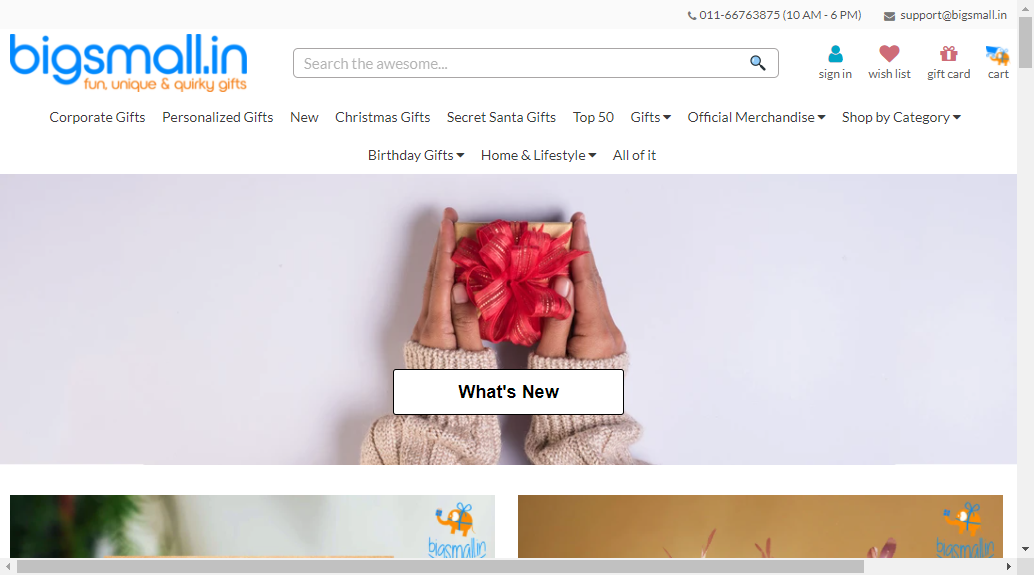 011-66763875 (10 AM - 6 PM) support@bigsmall.in
bigsmall.in
fun, unique & quirky gifts
Search the awesome...
sign in wish list gift card cart
Corporate Gifts Personalized Gifts New Christmas Gifts Secret Santa Gifts Top 50 Gifts Official Merchandise Shop by Category
Birthday Gifts Home & Lifestyle All of it
What's New
bigsmall.in bigsmall.in